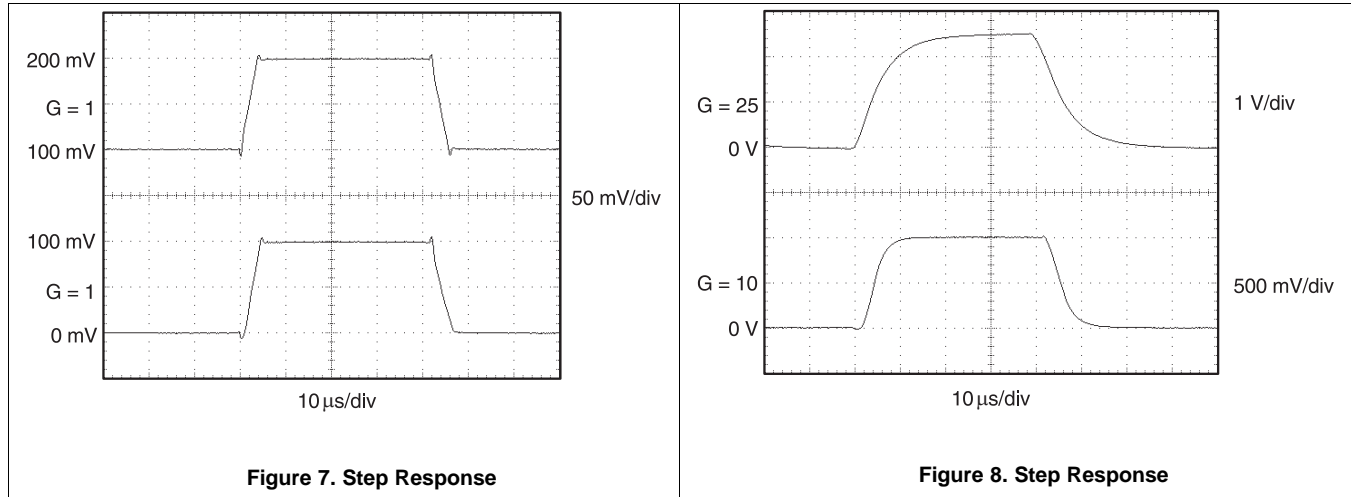 200 mV
G = 1
100 mV
50 mV/div
100 mV
G = 1
0 mV
10 μs/div
Figure 7. Step Response
G = 25
1 V/div
0 V
G = 10
500 mV/div
0 V
10 μs/div
Figure 8. Step Response